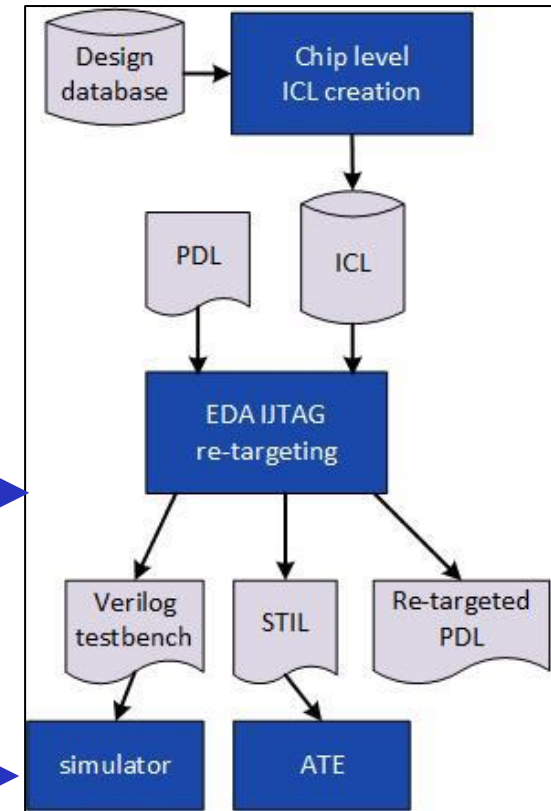 Design
database
Chip level
ICL creation
PDL
ICL
EDA IJTAG
re-targeting
Verilog
testbench
STIL
Re-targeted
PDL
simulator
ATE